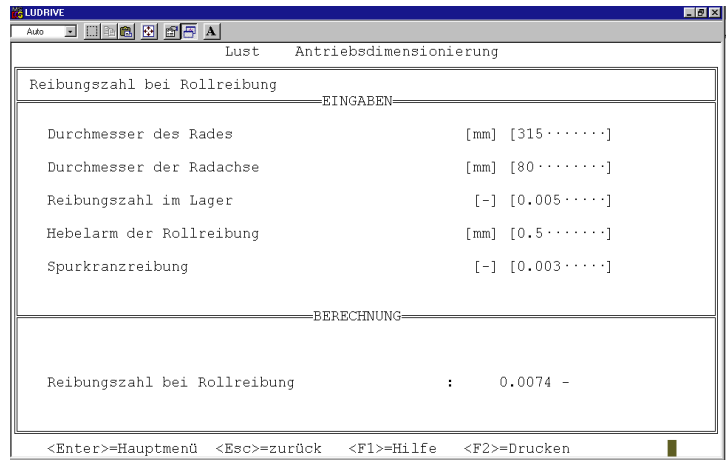 LUDRIVE
Auto A
Lust Antriebsdimensionierung
Reibungszahl bei Rollreibung
EINGABEN
Durchmesser des Rades [mm] [315·······]
Durchmesser der Radachse [mm] [80········]
Reibungszahl im Lager [-] [0.005·····]
Hebelarm der Rollreibung [mm] [0.5·······]
Spurkranzreibung [-] [0.003·····]
BERECHNUNG
Reibungszahl bei Rollreibung : 0.0074 -
<Enter>=Hauptmenü <Esc>=zurück <F1>=Hilfe <F2>=Drucken